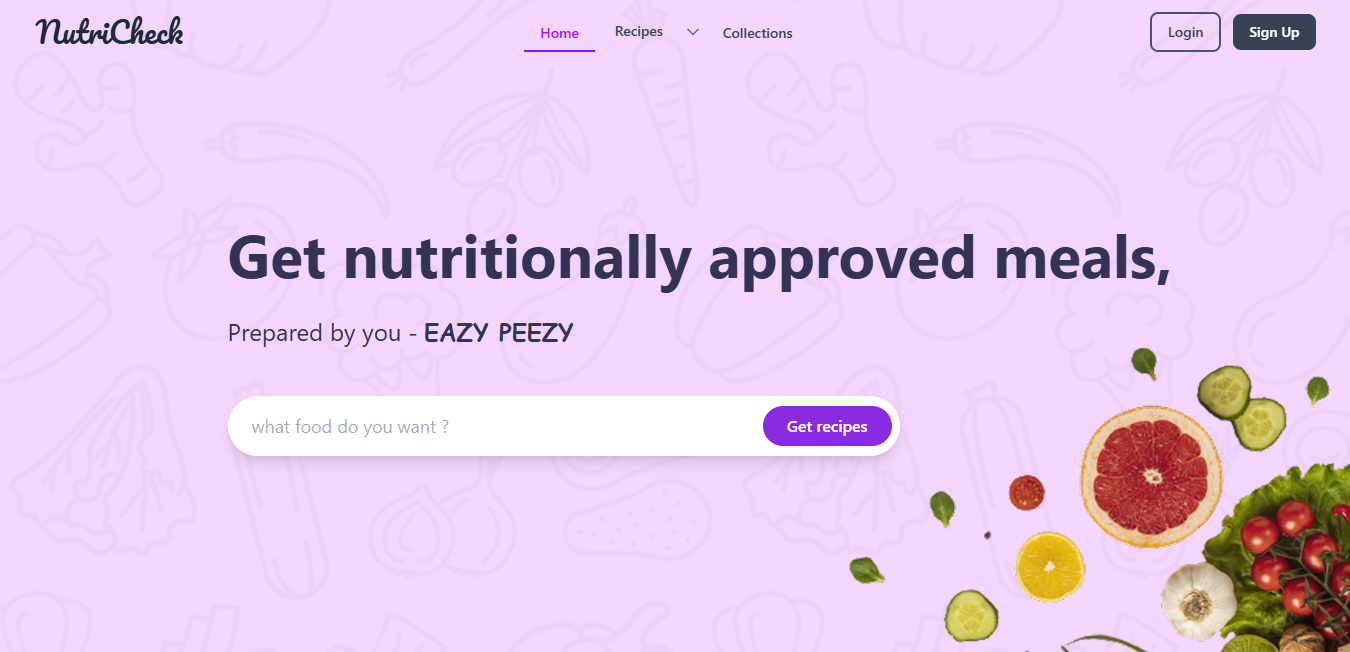 NutriCheck
Home
Recipes
Collections
Login
Sign Up
Get nutritionally approved meals,
Prepared by you - EAZY PEEZY
what food do you want ?
Get recipes